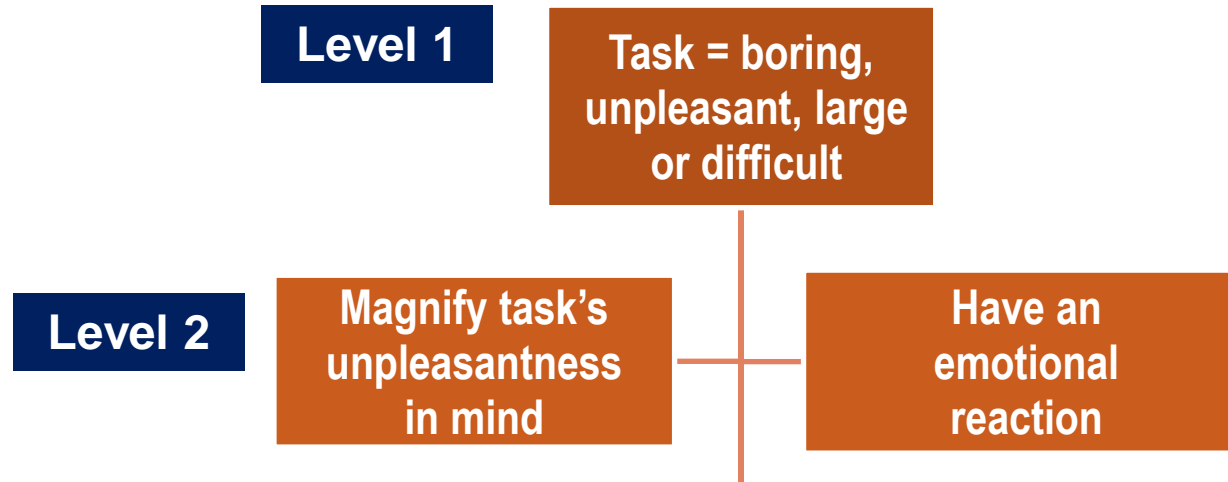 Level 1
Task = boring,
unpleasant, large
or difficult
Level 2
Magnify task’s
unpleasantness
in mind
Have an
emotional
reaction